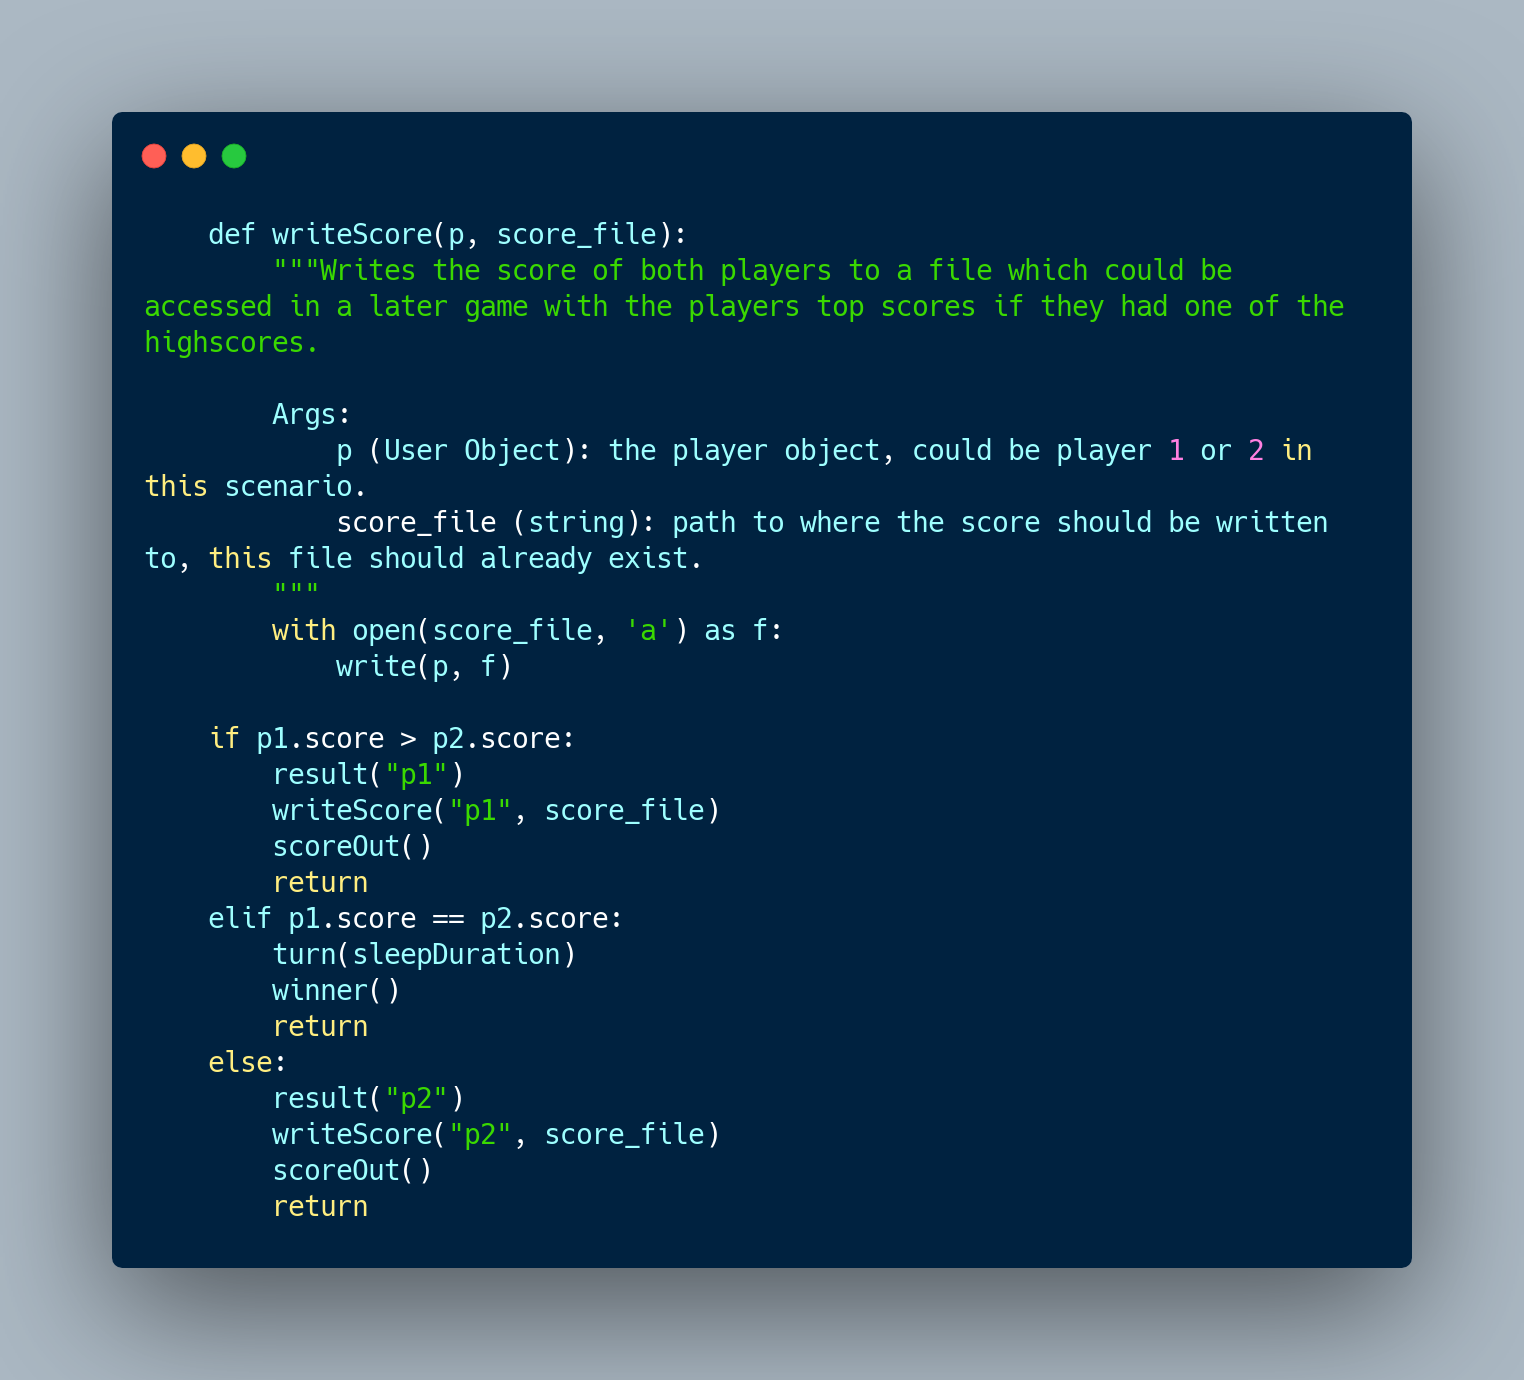 def writeScore(p, score_file):
"""Writes the score of both players to a file which could be
accessed in a later game with the players top scores if they had one of the
highscores.
Args:
p (User Object): the player object, could be player 1 or 2 in
this scenario.
score_file (string): path to where the score should be written
to, this file should already exist.
"""
with open(score_file, 'a') as f:
write(p, f)
if p1.score > p2.score:
result("p1")
writeScore("p1", score_file)
scoreOut()
return
elif p1.score == p2.score:
turn(sleepDuration)
winner()
return
else:
result("p2")
writeScore("p2", score_file)
scoreOut()
return